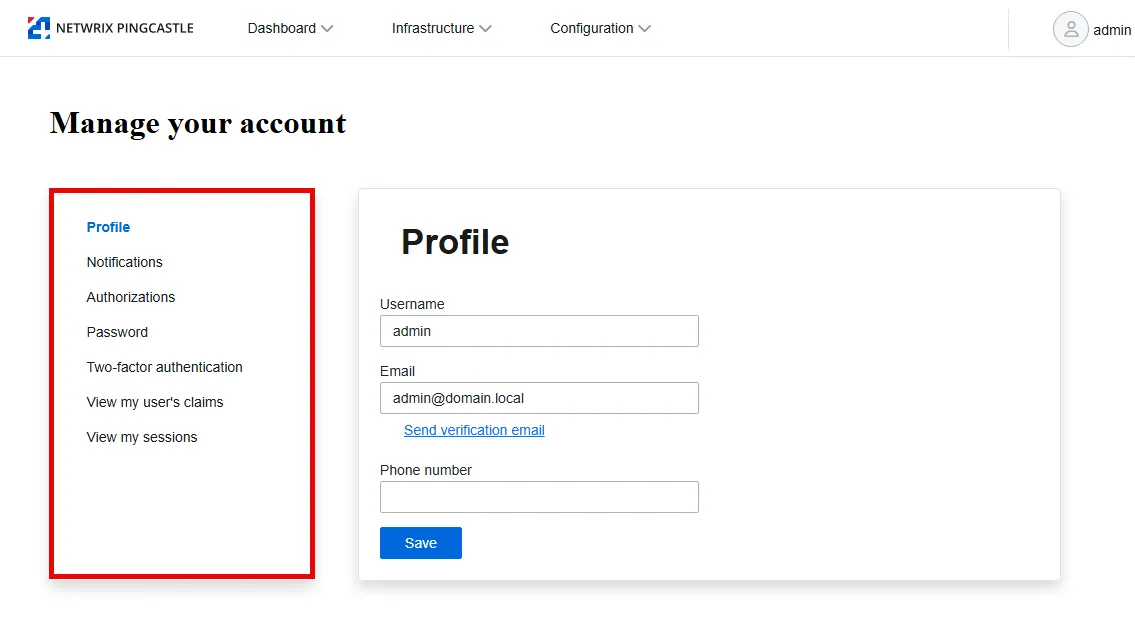 NETWRIX PINGCASTLE
Dashboard
Infrastructure
Configuration
admin
Manage your account
Profile
Notifications
Authorizations
Password
Two-factor authentication
View my user's claims
View my sessions
Profile
Username
admin
Email
admin@domain.local
Send verification email
Phone number
Save